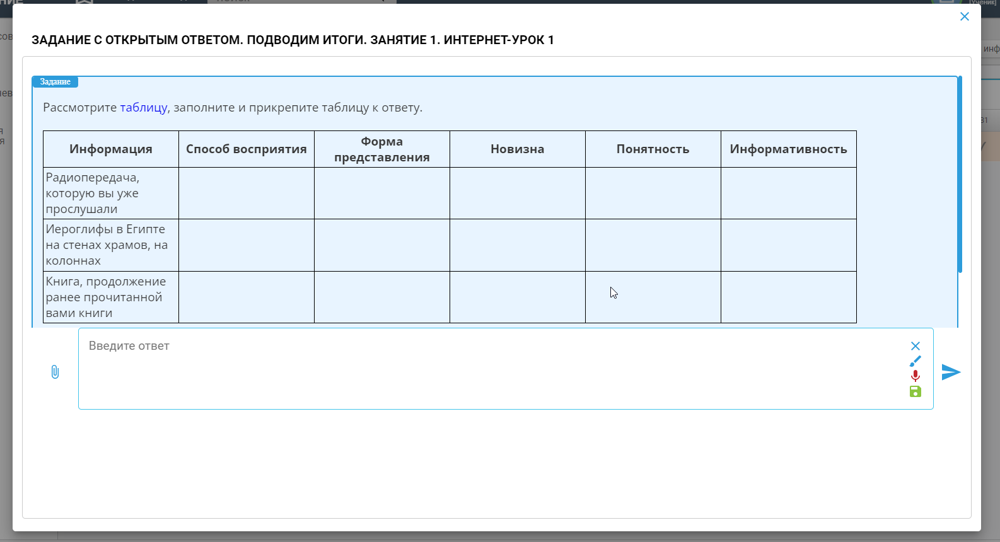 [Ученик]
ЗАДАНИЕ С ОТКРЫТЫМ ОТВЕТОМ. ПОДВОДИМ ИТОГИ. ЗАНЯТИЕ 1. ИНТЕРНЕТ-УРОК 1
Задание
Рассмотрите таблицу, заполните и прикрепите таблицу к ответу.
Информация
Способ восприятия
Форма
представления
Новизна
Понятность
Информативность
Радиопередача,
которую вы уже
прослушали
Иероглифы в Египте
на стенах храмов, на
колоннах
Книга, продолжение
ранее прочитанной
вами книги
Введите ответ